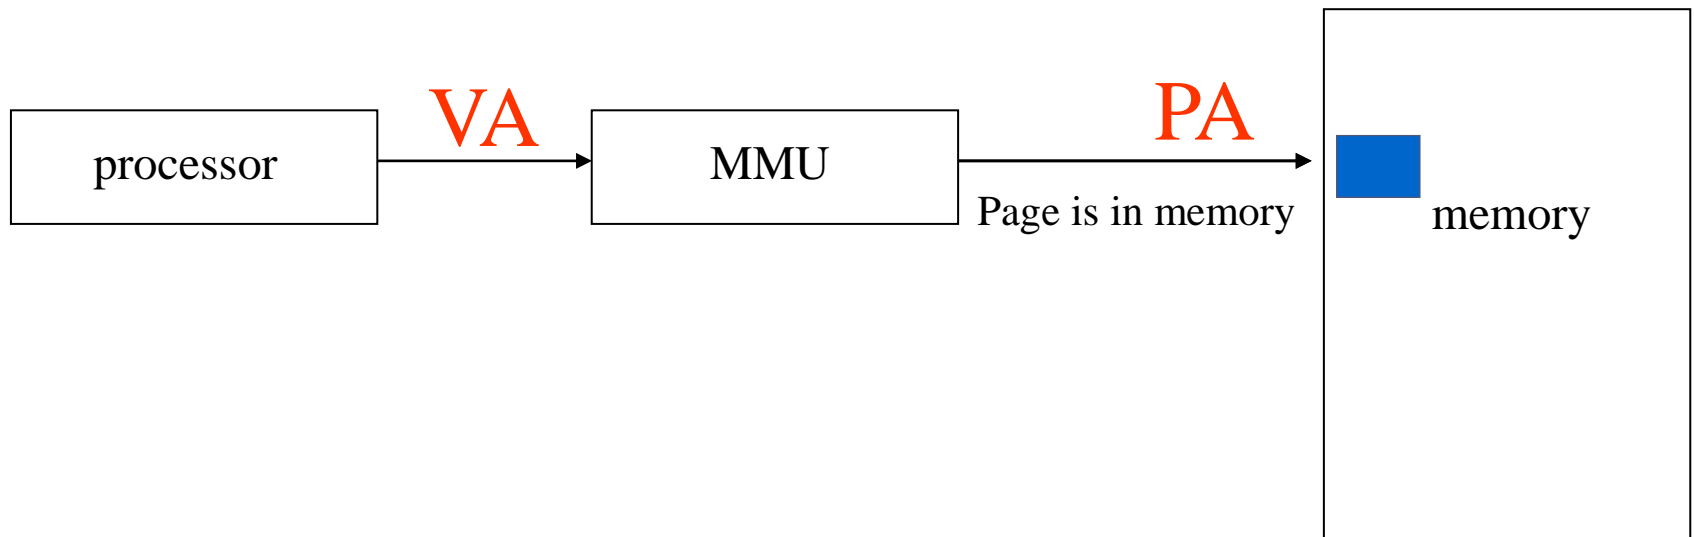 VA
PA
processor
MMU
Page is in memory
memory